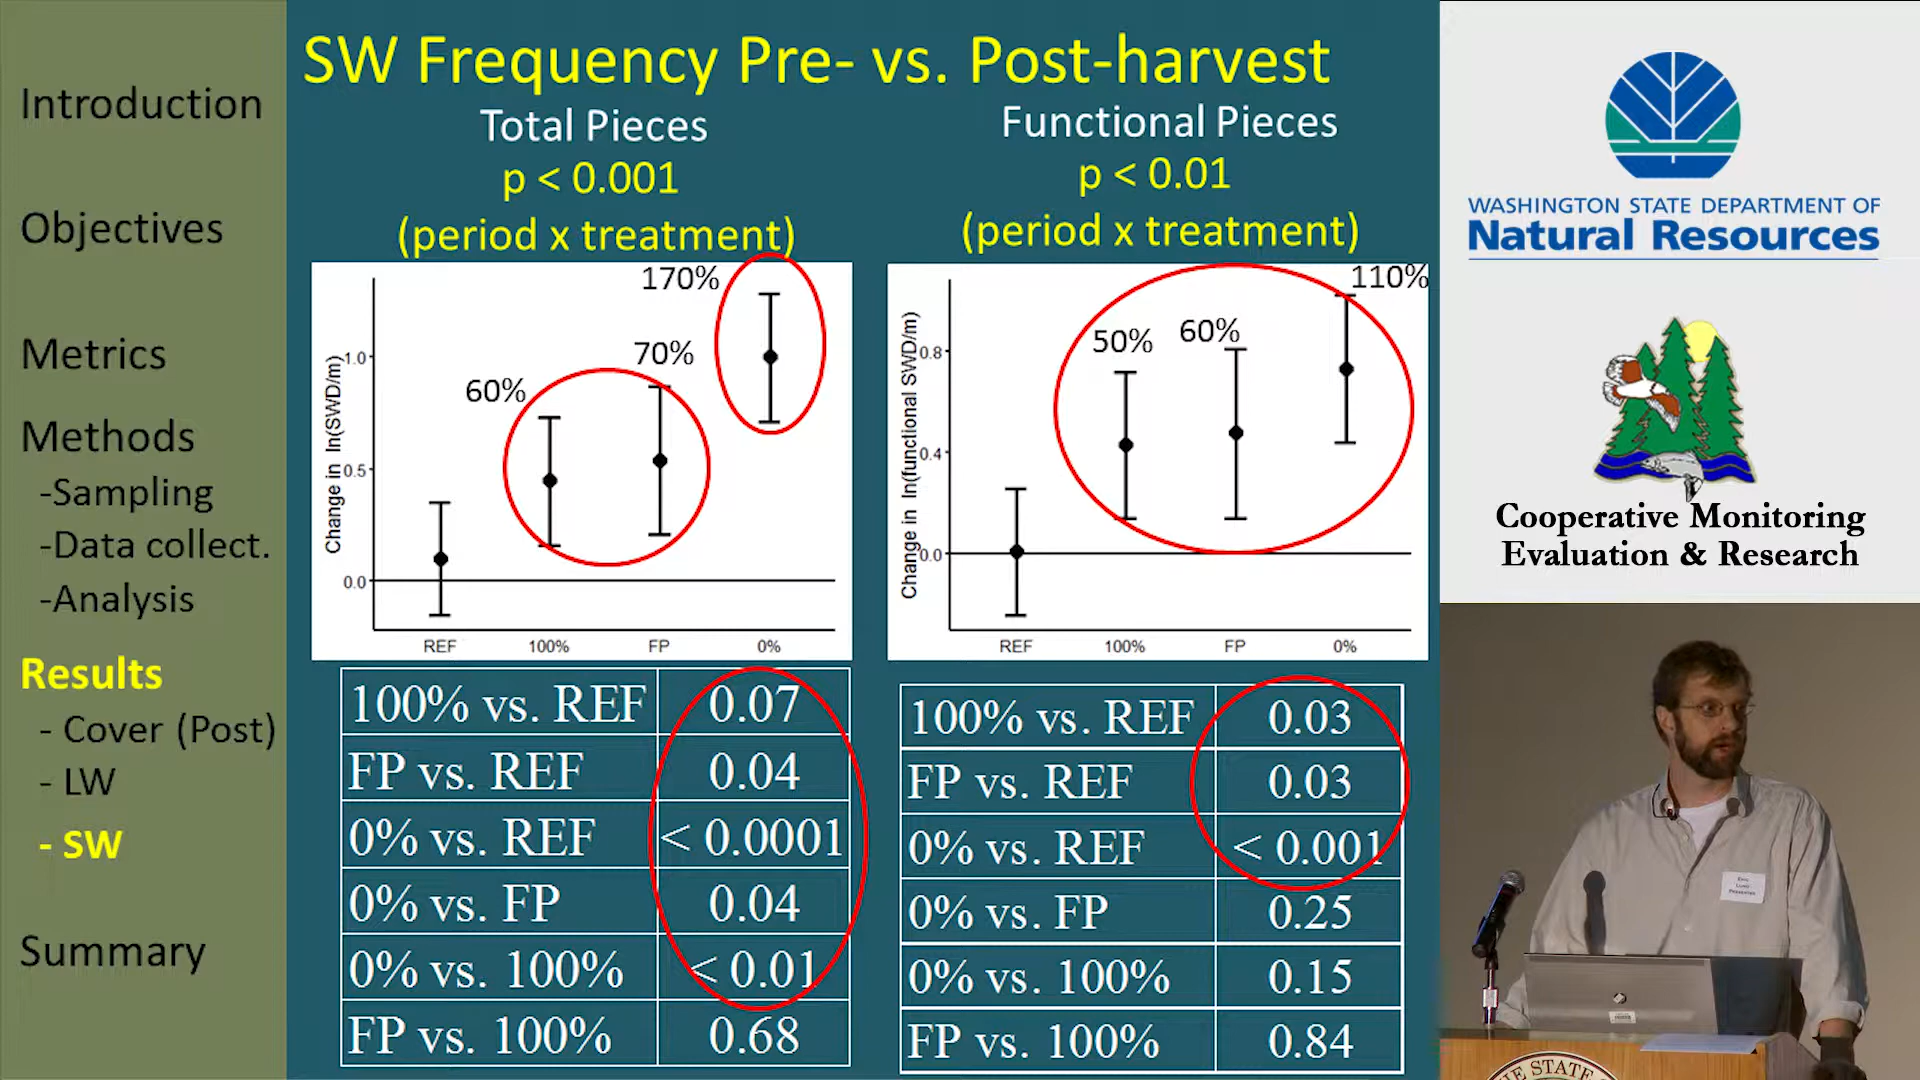 Introduction
Objectives
Metrics
Methods
-Sampling
-Data collect.
-Analysis
Results
- Cover (Post)
- LW
- SW
Summary
SW Frequency Pre- vs. Post-harvest
Total Pieces
p < 0.001
(period x treatment)
170%
70%
60%
Change in ln(SWD/m)
1.0
0.5
0.0
REF 100% FP 0%
100% vs. REF 0.07
FP vs. REF 0.04
0% vs. REF < 0.0001
0% vs. FP 0.04
0% vs. 100% < 0.01
FP vs. 100% 0.68
Functional Pieces
p < 0.01
(period x treatment)
110%
60%
50%
Change in ln(functional SWD/m)
0.8
0.4
0.0
REF 100% FP 0%
100% vs. REF 0.03
FP vs. REF 0.03
0% vs. REF < 0.001
0% vs. FP 0.25
0% vs. 100% 0.15
FP vs. 100% 0.84
WASHINGTON STATE DEPARTMENT OF
Natural Resources
Cooperative Monitoring
Evaluation & Research
THE STATE